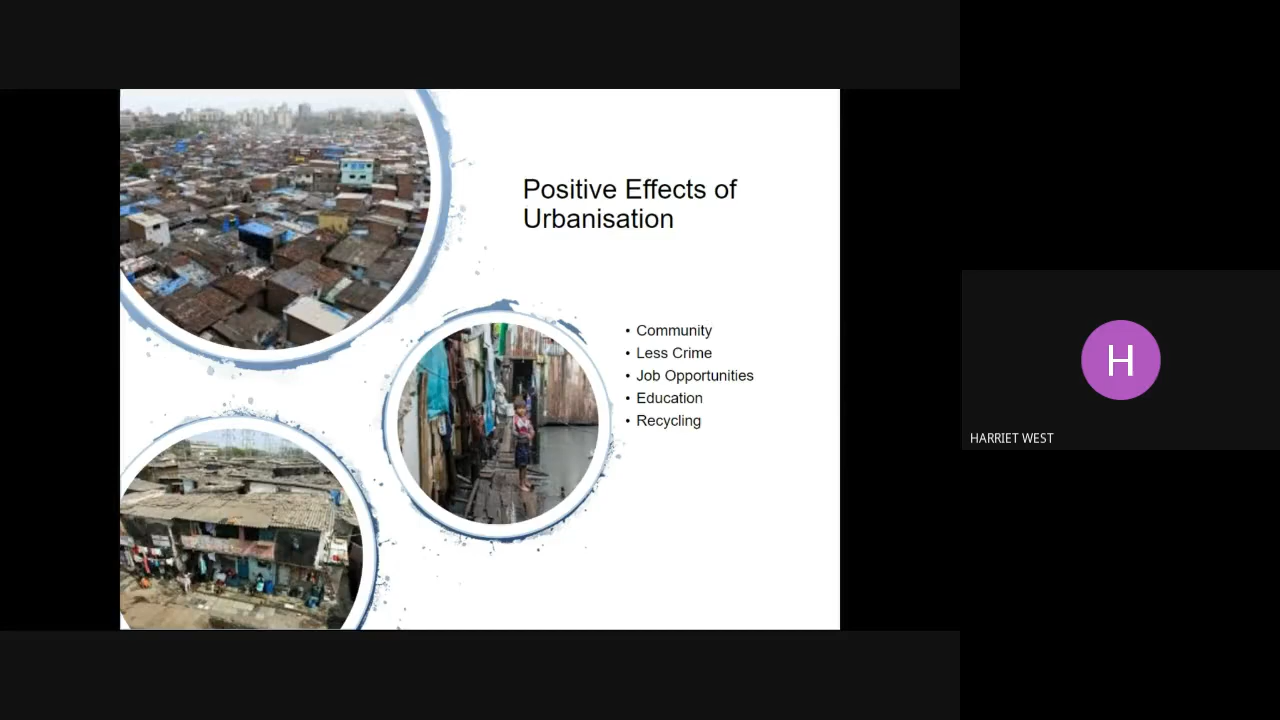 Positive Effects of
Urbanisation
• Community
• Less Crime
• Job Opportunities
• Education
• Recycling
H
HARRIET WEST